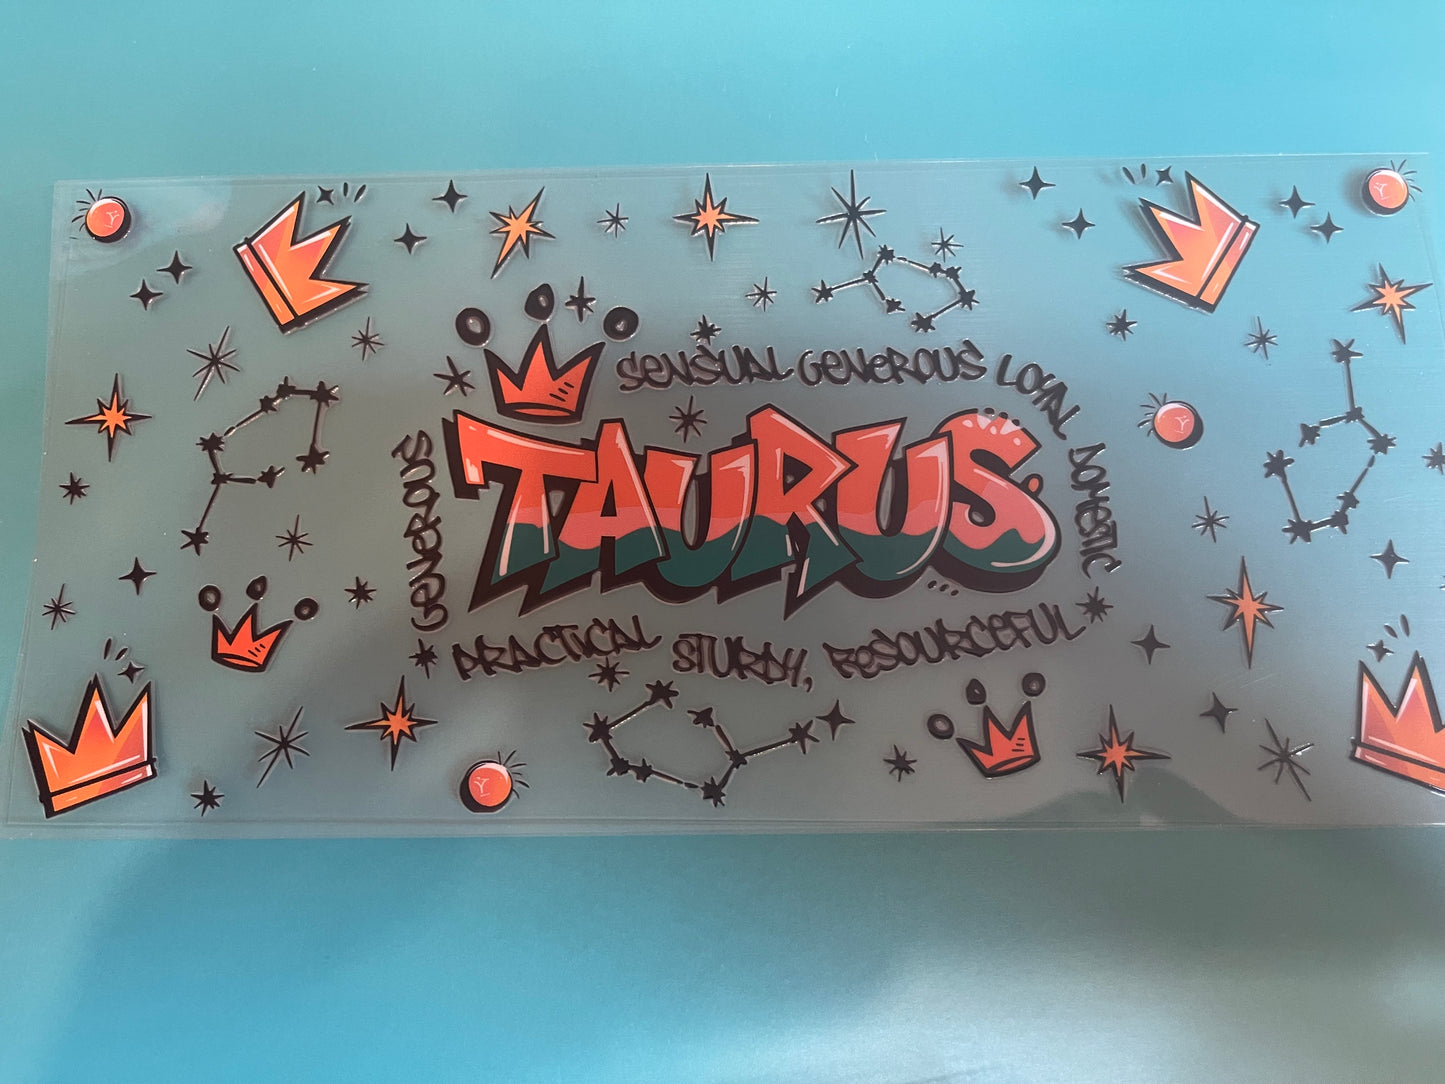 SENSUAL GENEROUS LOYAL DOMESTIC
GENEROUS
TAURUS
PRACTICAL STURDY, RESOURCEFUL